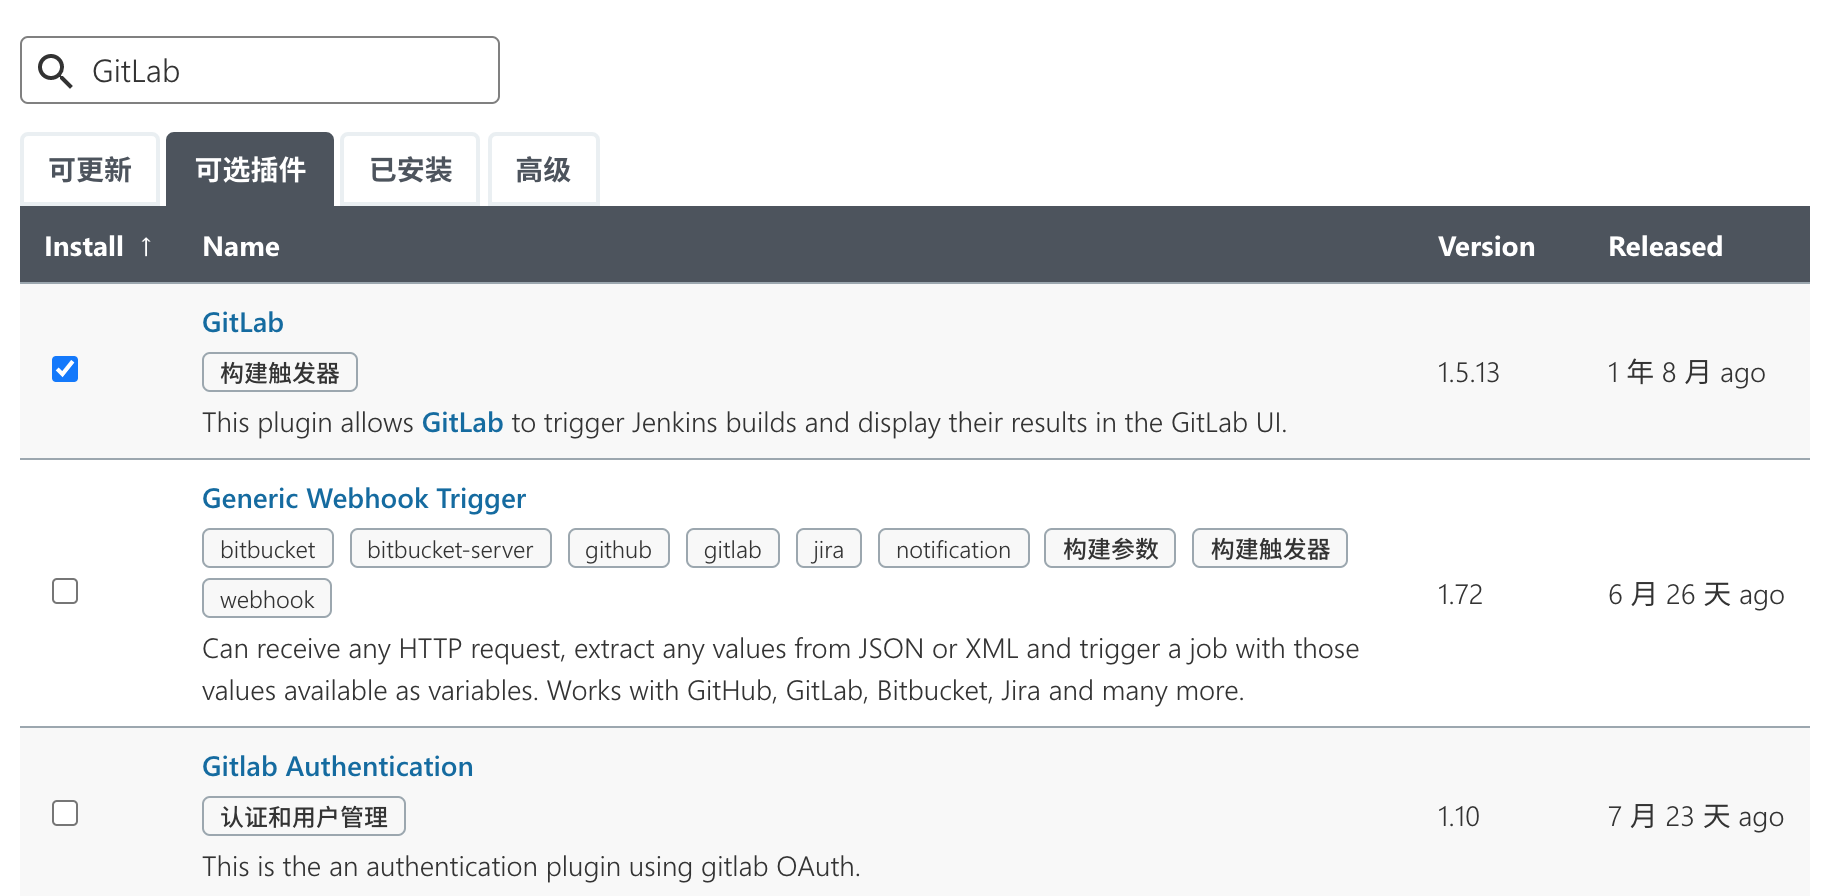 GitLab
可更新 可选插件 已安装 高级
Install ↑ Name Version Released
GitLab
构建触发器
1.5.13 1 年 8 月 ago
This plugin allows GitLab to trigger Jenkins builds and display their results in the GitLab UI.
Generic Webhook Trigger
bitbucket bitbucket-server github gitlab jira notification 构建参数 构建触发器
webhook
1.72 6 月 26 天 ago
Can receive any HTTP request, extract any values from JSON or XML and trigger a job with those
values available as variables. Works with GitHub, GitLab, Bitbucket, Jira and many more.
Gitlab Authentication
认证和用户管理
1.10 7 月 23 天 ago
This is the an authentication plugin using gitlab OAuth.